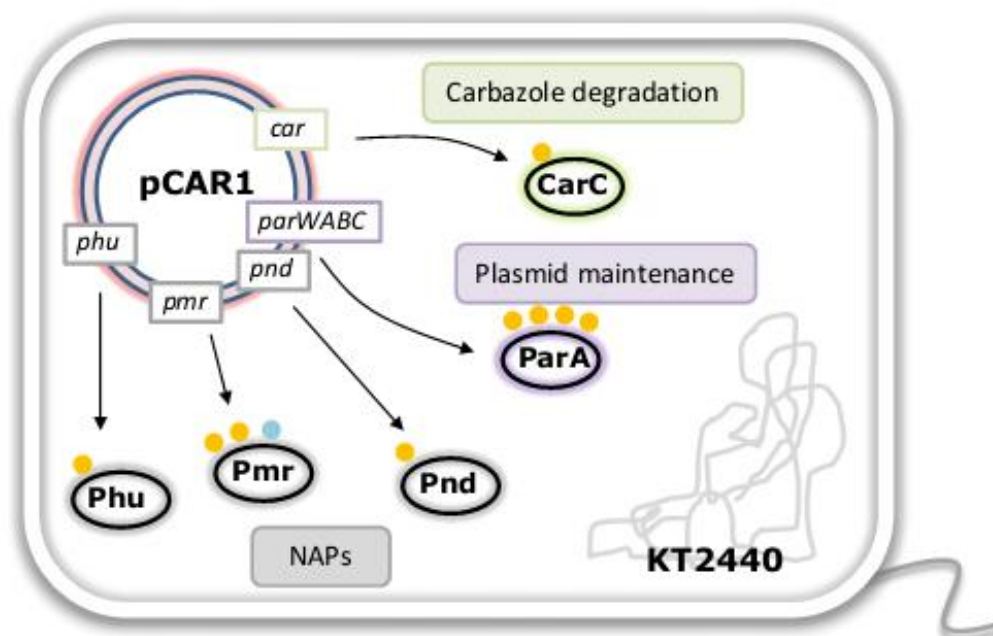 Carbazole degradation
car
CarC
pCAR1
parWABC
phu
pnd
Plasmid maintenance
pmr
ParA
Phu
Pmr
Pnd
NAPs
KT2440